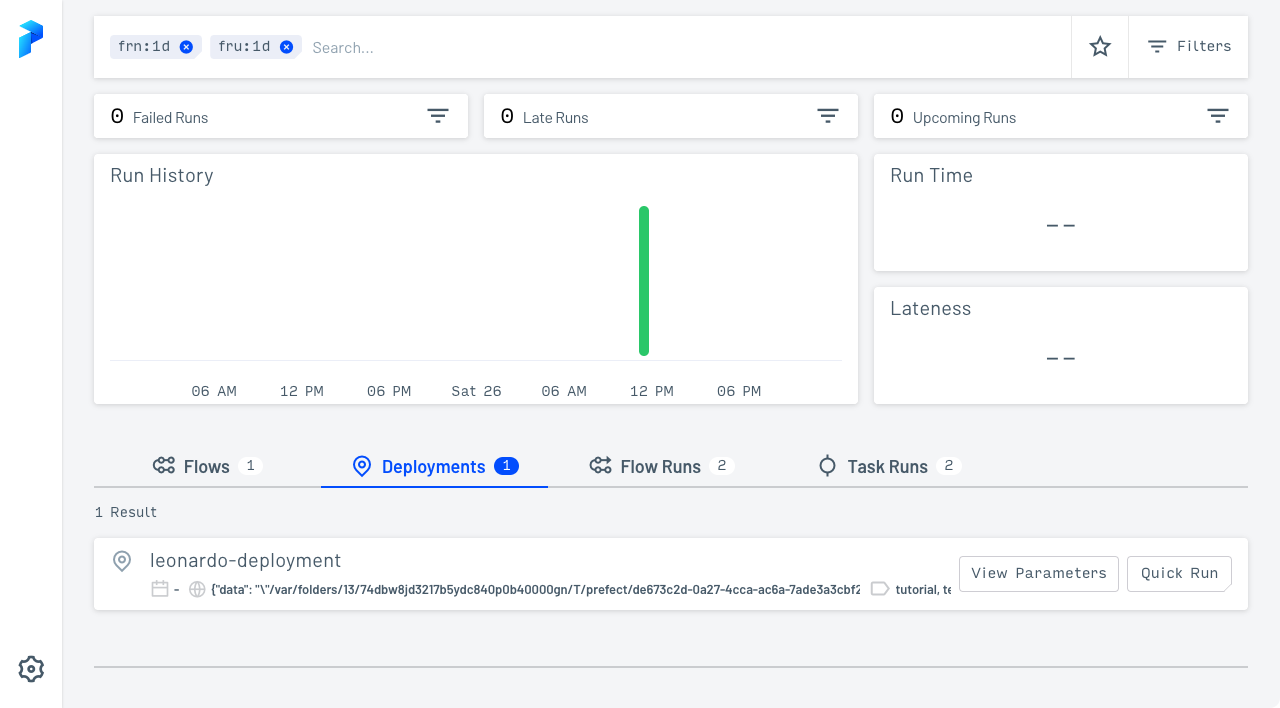 frn:1d fru:1d Search... Filters
0 Failed Runs 0 Late Runs 0 Upcoming Runs
Run History
Run Time
--
Lateness
--
06 AM 12 PM 06 PM Sat 26 06 AM 12 PM 06 PM
Flows 1 Deployments 1 Flow Runs 2 Task Runs 2
1 Result
leonardo-deployment
- {"data": "\"/var/folders/13/74dbw8jd3217b5ydc840p0b40000gn/T/prefect/de673c2d-0a27-4cca-ac6a-7ade3a3cbf2 tutorial, te
View Parameters Quick Run